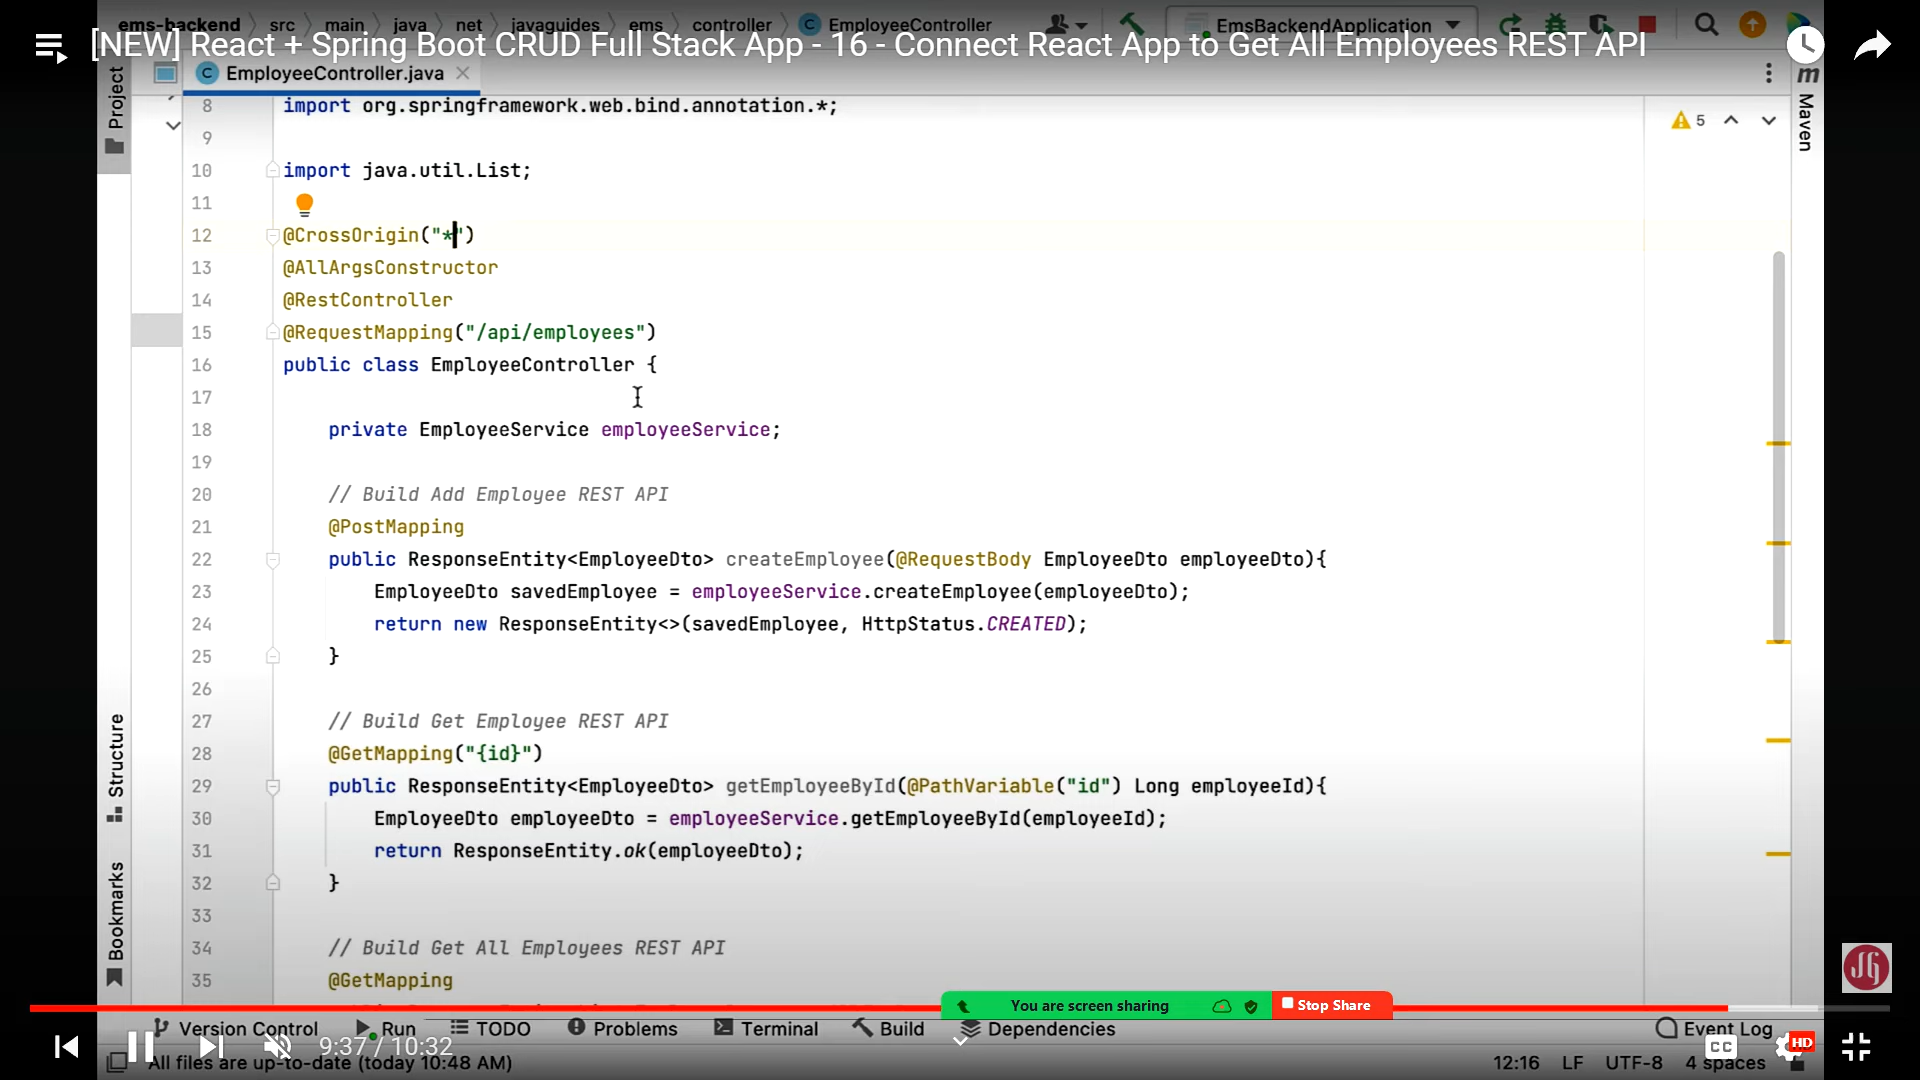 ems-backend src main java net javaguides ems controller EmployeeController EmsBackendApplication
[NEW] React + Spring Boot CRUD Full Stack App - 16 - Connect React App to Get All Employees REST API
EmployeeController.java
Project
Maven
5
8 import org.springframework.web.bind.annotation.*;
9
10 import java.util.List;
11
12 @CrossOrigin("*")
13 @AllArgsConstructor
14 @RestController
15 @RequestMapping("/api/employees")
16 public class EmployeeController {
17
18 private EmployeeService employeeService;
19
20 // Build Add Employee REST API
21 @PostMapping
22 public ResponseEntity<EmployeeDto> createEmployee(@RequestBody EmployeeDto employeeDto){
23 EmployeeDto savedEmployee = employeeService.createEmployee(employeeDto);
24 return new ResponseEntity<>(savedEmployee, HttpStatus.CREATED);
25 }
26
27 // Build Get Employee REST API
28 @GetMapping("{id}")
29 public ResponseEntity<EmployeeDto> getEmployeeById(@PathVariable("id") Long employeeId){
30 EmployeeDto employeeDto = employeeService.getEmployeeById(employeeId);
31 return ResponseEntity.ok(employeeDto);
32 }
33
34 // Build Get All Employees REST API
35 @GetMapping
Structure
Bookmarks
JG
You are screen sharing Stop Share
Version Control Run TODO Problems Terminal Build Dependencies Event Log
9:37 / 10:32 CC HD
All files are up-to-date (today 10:48 AM) 12:16 LF UTF-8 4 spaces